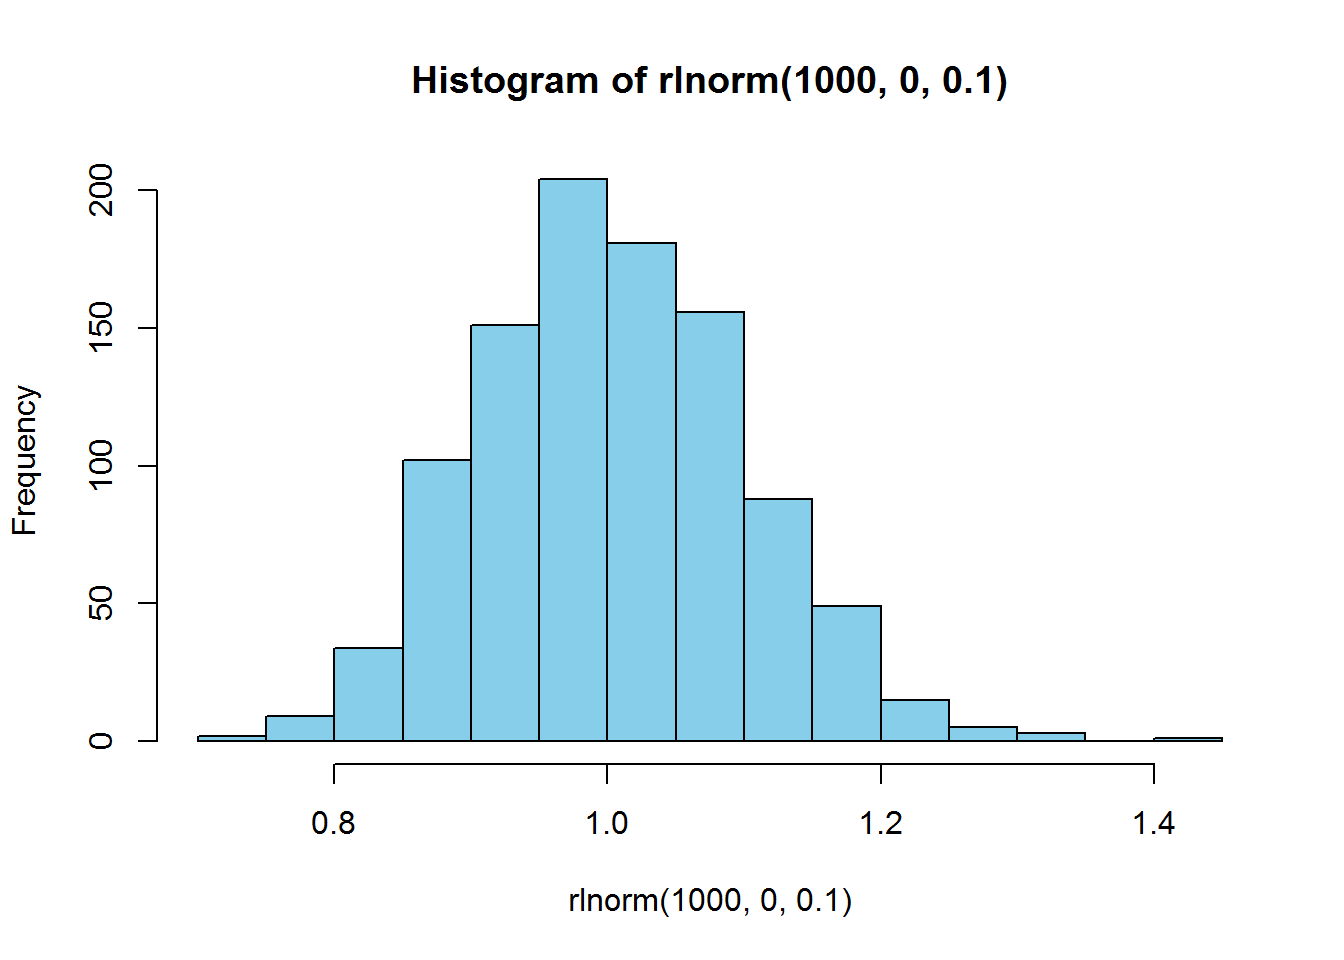 Histogram of rlnorm(1000, 0, 0.1)
Frequency
200
150
100
50
0
0.8 1.0 1.2 1.4
rlnorm(1000, 0, 0.1)